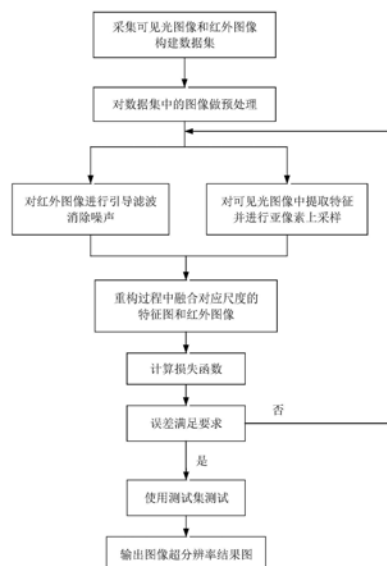 采集可见光图像和红外图像
构建数据集
对数据集中的图像做预处理
对红外图像进行引导滤波
消除噪声
对可见光图像中提取特征
并进行亚像素上采样
重构过程中融合对应尺度的
特征图和红外图像
计算损失函数
误差满足要求
否
是
使用测试集测试
输出图像超分辨率结果图